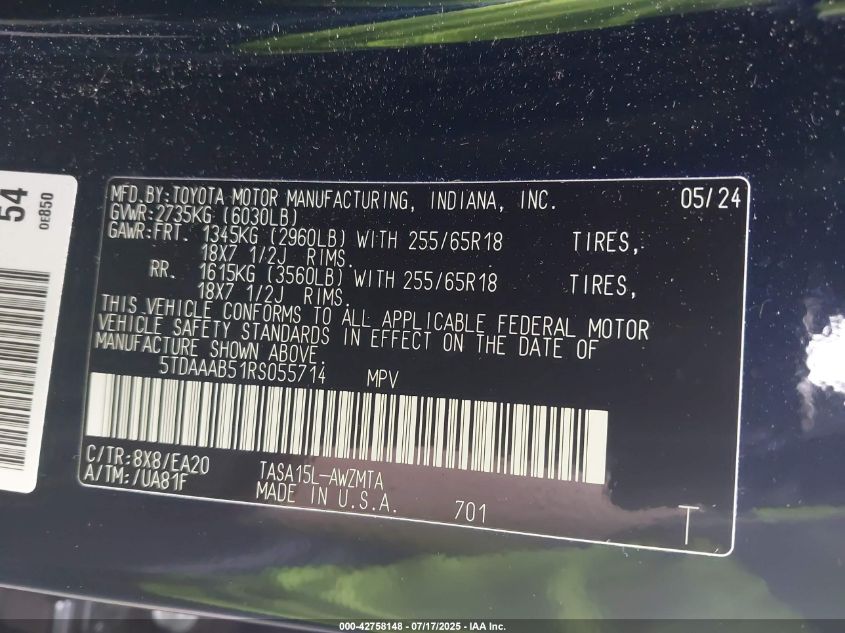 54
0E850
MFD.BY:TOYOTA MOTOR MANUFACTURING, INDIANA, INC. 05/24
GVWR:2735KG (6030LB)
GAWR:FRT. 1345KG (2960LB) WITH 255/65R18 TIRES,
18X7 1/2J RIMS.
RR. 1615KG (3560LB) WITH 255/65R18 TIRES,
18X7 1/2J RIMS.
THIS VEHICLE CONFORMS TO ALL APPLICABLE FEDERAL MOTOR
VEHICLE SAFETY STANDARDS IN EFFECT ON THE DATE OF
MANUFACTURE SHOWN ABOVE.
5TDAAAB51RS055714 MPV
C/TR:8X8/EA20 TASA15L-AWZMTA
A/TM:/UA81F MADE IN U.S.A. 701 T
000-42758148 - 07/17/2025 - IAA Inc.